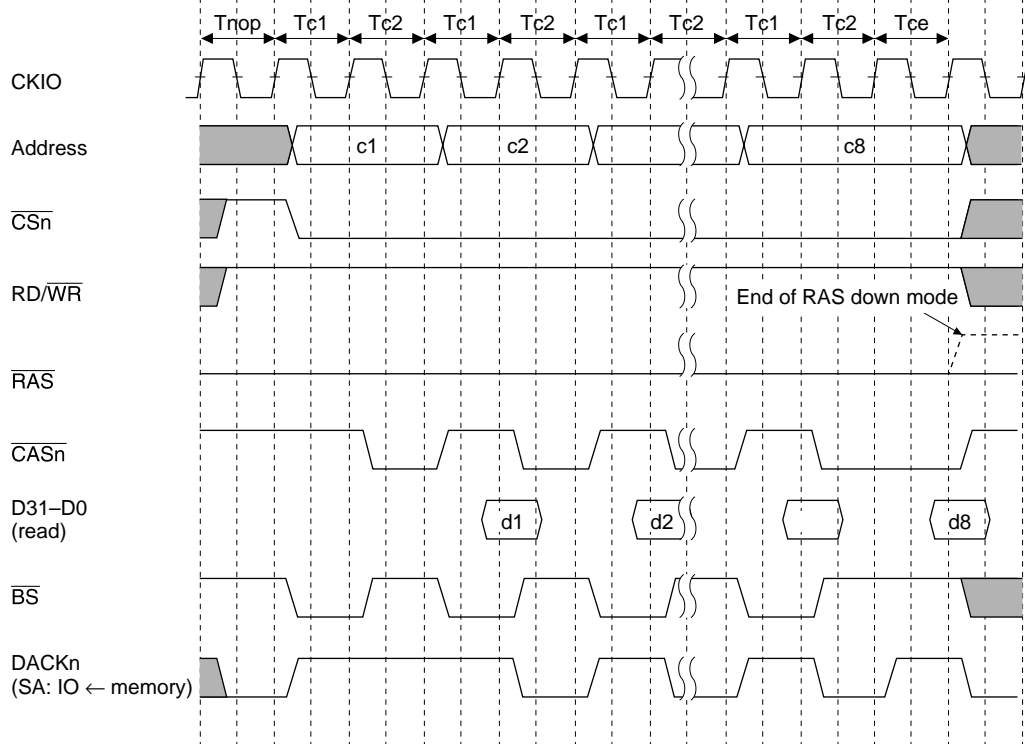 Tnop Tc1 Tc2 Tc1 Tc2 Tc1 Tc2 Tc1 Tc2 Tce
CKIO
Address c1 c2 c8
CSn
RD/WR
End of RAS down mode
RAS
CASn
D31–D0
(read) d1 d2 d8
BS
DACKn
(SA: IO ← memory)